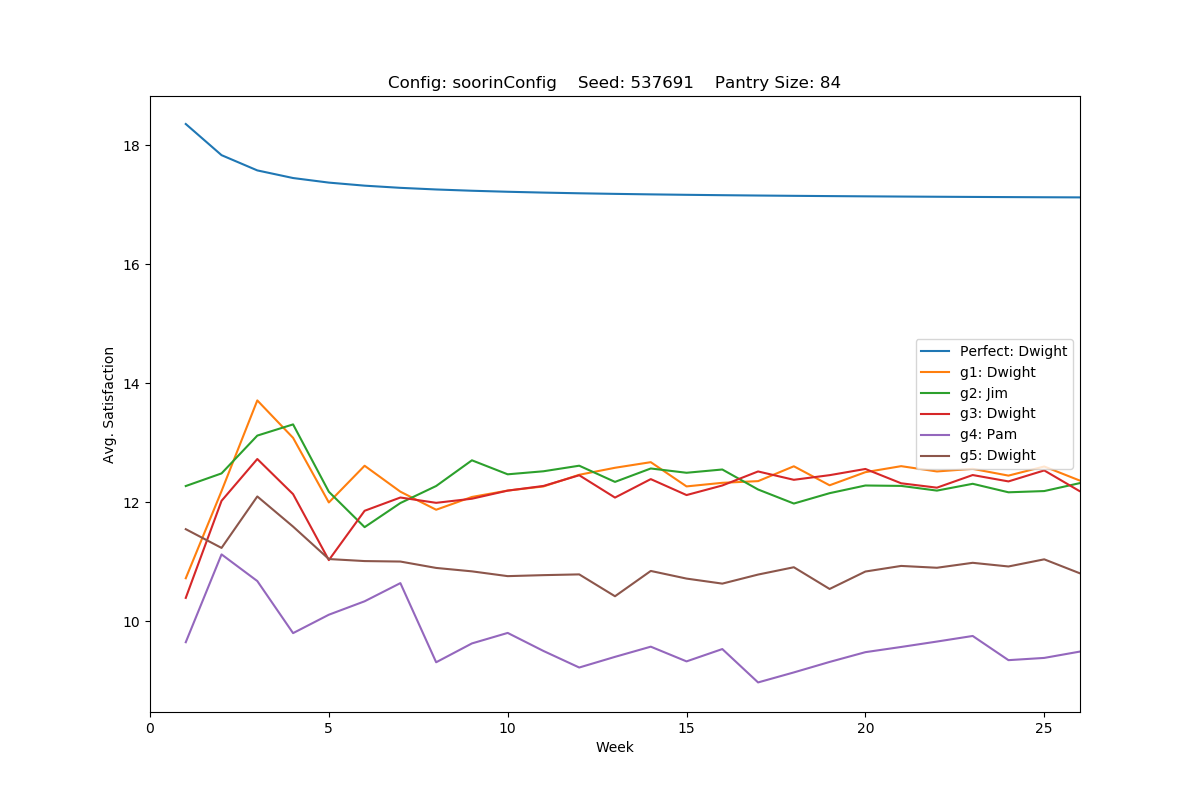 Config: soorinConfig    Seed: 537691    Pantry Size: 84
18
16
14
12
10
Avg. Satisfaction
Perfect: Dwight
g1: Dwight
g2: Jim
g3: Dwight
g4: Pam
g5: Dwight
0 5 10 15 20 25
Week